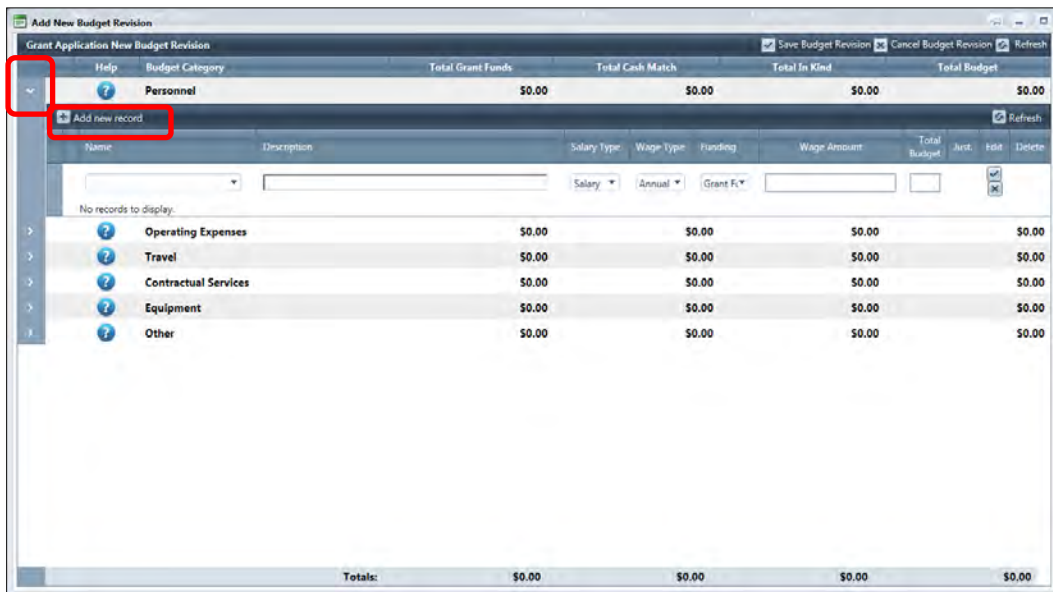 Add New Budget Revision
Grant Application New Budget Revision Save Budget Revision Cancel Budget Revision Refresh
Help Budget Category Total Grant Funds Total Cash Match Total In Kind Total Budget
? Personnel $0.00 $0.00 $0.00 $0.00
Add new record Refresh
Name Description Salary Type Wage Type Funding Wage Amount Total Budget Just. Edit Delete
Salary Annual Grant F
No records to display.
? Operating Expenses $0.00 $0.00 $0.00 $0.00
? Travel $0.00 $0.00 $0.00 $0.00
? Contractual Services $0.00 $0.00 $0.00 $0.00
? Equipment $0.00 $0.00 $0.00 $0.00
? Other $0.00 $0.00 $0.00 $0.00
Totals: $0.00 $0.00 $0.00 $0.00